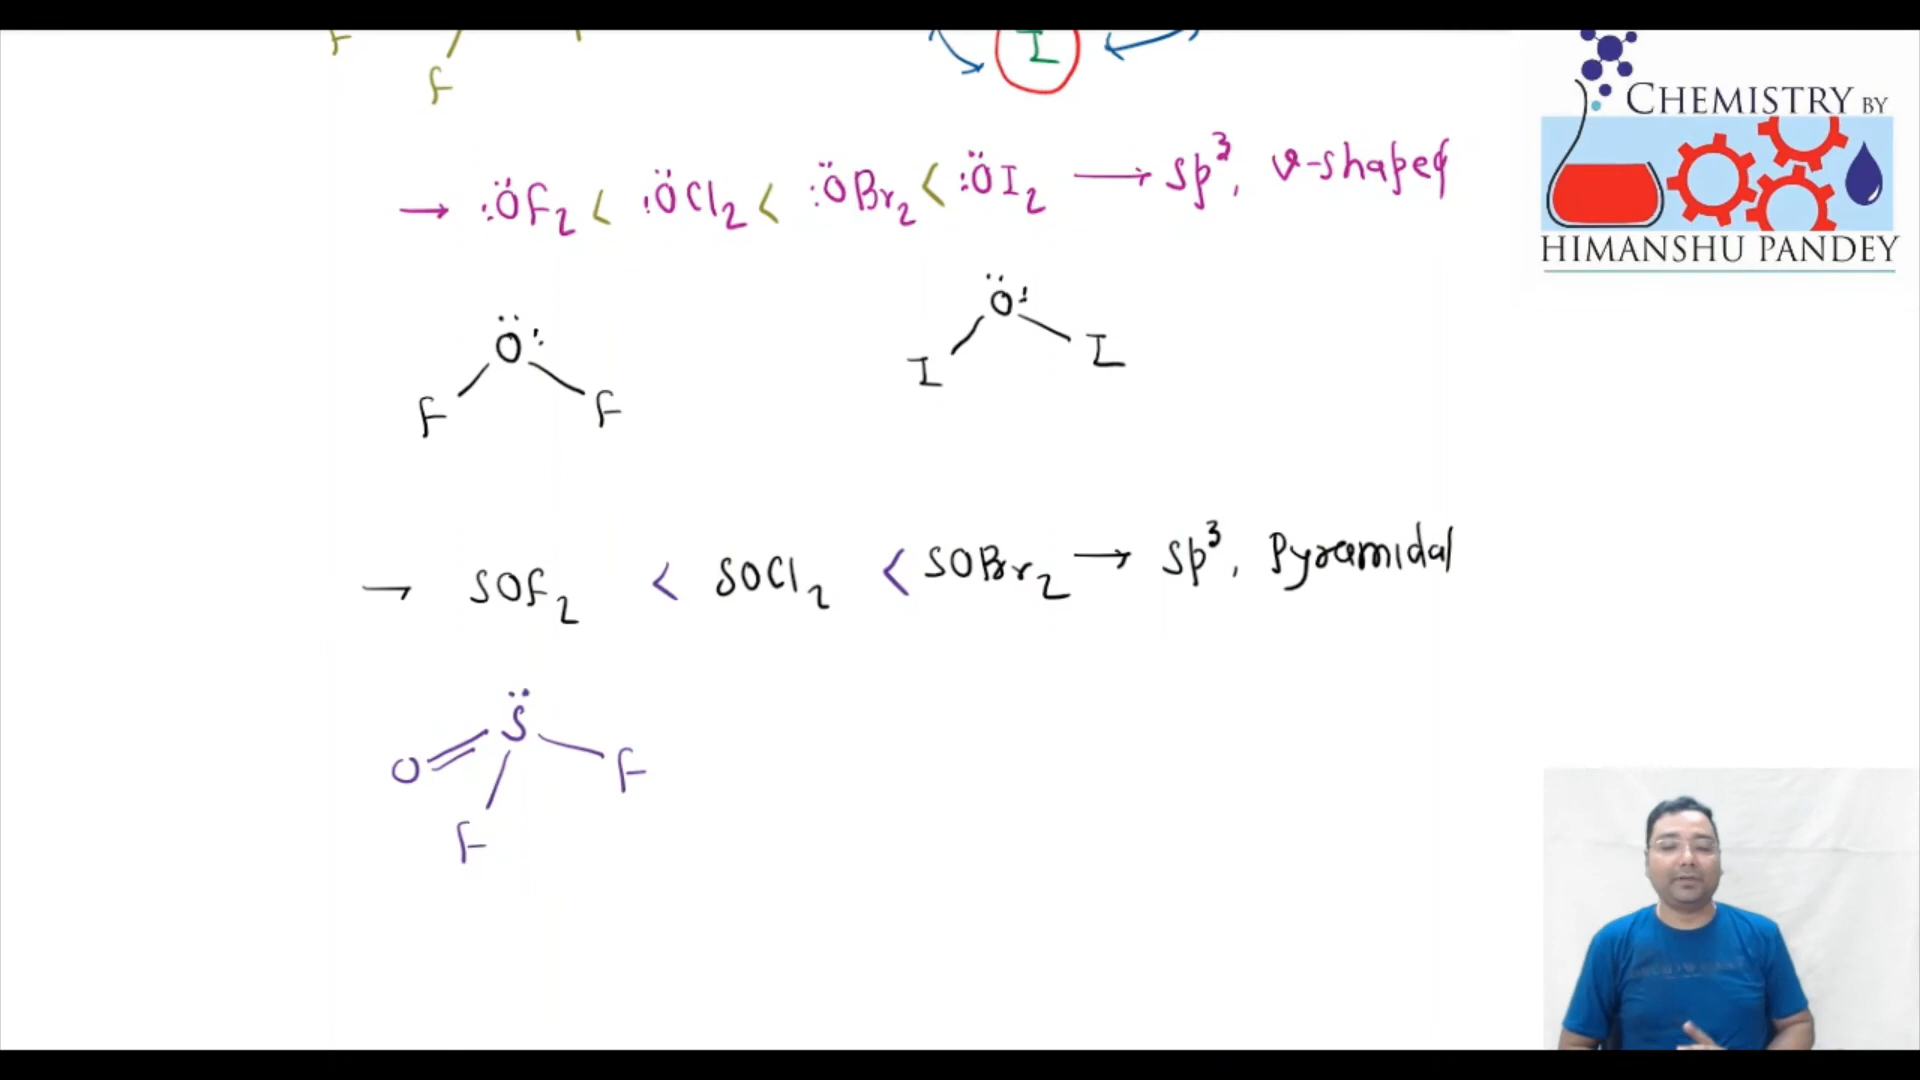 F
F
I
CHEMISTRY BY
HIMANSHU PANDEY
→ :ÖF₂ < :ÖCl₂ < :ÖBr₂ < :ÖI₂ → sp³, v-shaped
Ö: Ö:
F F I I
→ SOF₂ < SOCl₂ < SOBr₂ → sp³, Pyramidal
S̈
O F
F